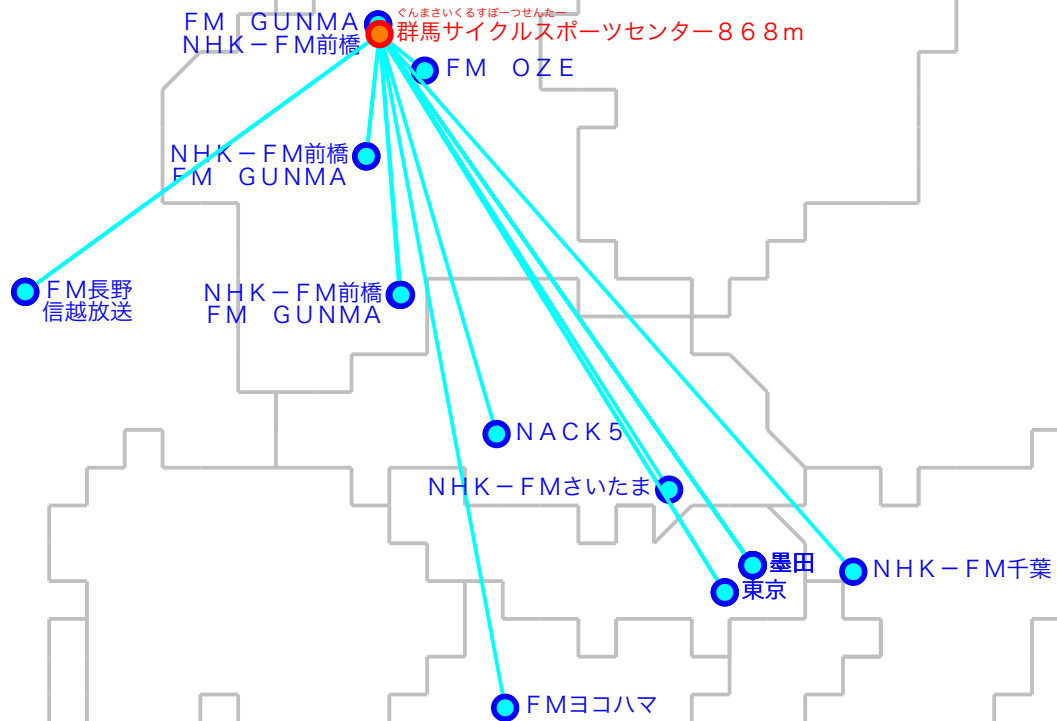 ぐんまさいくるすぽーつせんたー
群馬サイクルスポーツセンター８６８ｍ
ＦＭ　ＧＵＮＭＡ
ＮＨＫ－ＦＭ前橋
ＦＭ　ＯＺＥ
ＮＨＫ－ＦＭ前橋
ＦＭ　ＧＵＮＭＡ
ＦＭ長野
信越放送
ＮＨＫ－ＦＭ前橋
ＦＭ　ＧＵＮＭＡ
ＮＡＣＫ５
ＮＨＫ－ＦＭさいたま
墨田
東京
ＮＨＫ－ＦＭ千葉
ＦＭヨコハマ